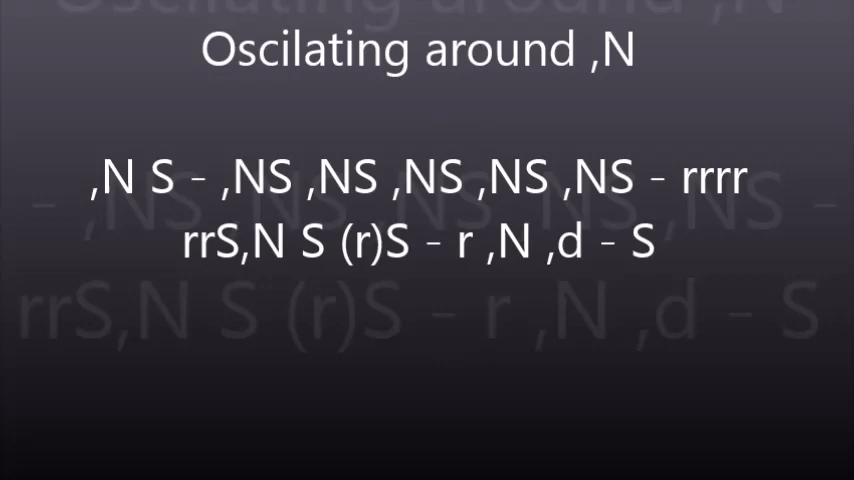 Oscilating around ,N
,N S - ,NS ,NS ,NS ,NS ,NS - rrrr
rrS,N S (r)S - r ,N ,d - S